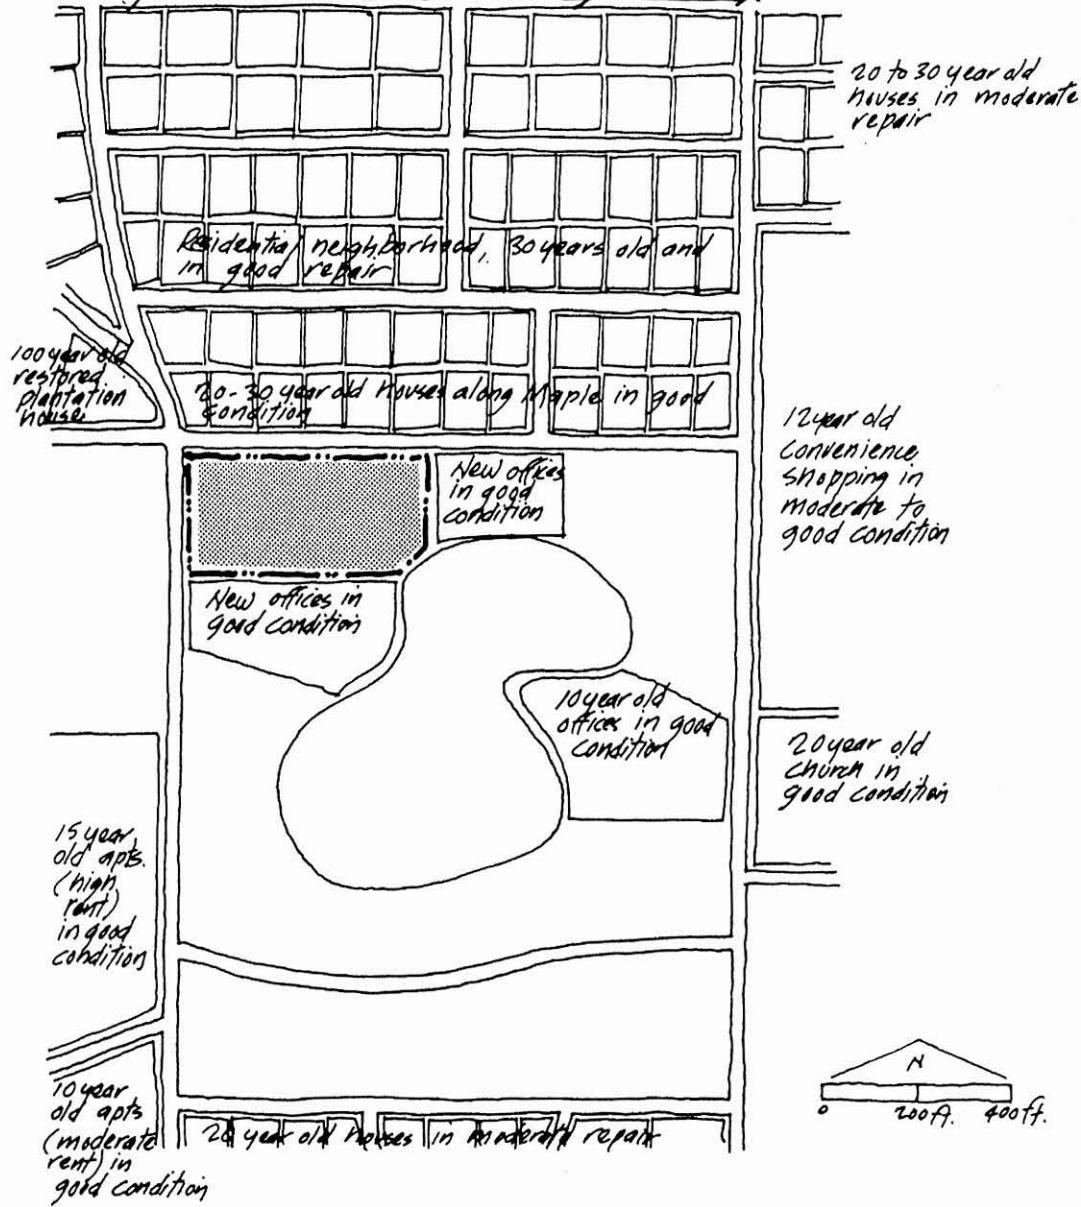 20 to 30 year old
houses in moderate
repair
Residential neighborhood, 30 years old and
in good repair
100 year old
restored
plantation
house
20-30 year old houses along Maple in good
condition
New offices
in good
condition
12 year old
convenience
shopping in
moderate to
good condition
New offices in
good condition
10 year old
offices in good
condition
20 year old
church in
good condition
15 year
old apts.
(high
rent)
in good
condition
N
0 200 ft. 400 ft.
10 year
old apts
(moderate
rent) in
good condition
20 year old houses in moderate repair